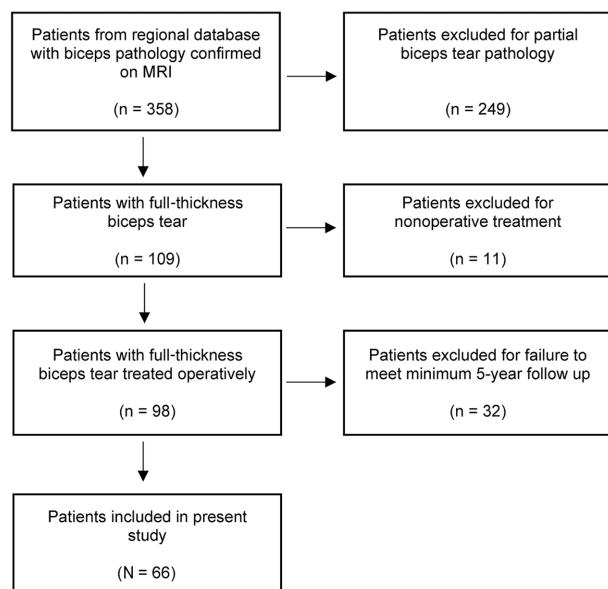 Patients from regional database
with biceps pathology confirmed
on MRI
(n = 358)
Patients excluded for partial
biceps tear pathology
(n = 249)
Patients with full-thickness
biceps tear
(n = 109)
Patients excluded for
nonoperative treatment
(n = 11)
Patients with full-thickness
biceps tear treated operatively
(n = 98)
Patients excluded for failure to
meet minimum 5-year follow up
(n = 32)
Patients included in present
study
(N = 66)